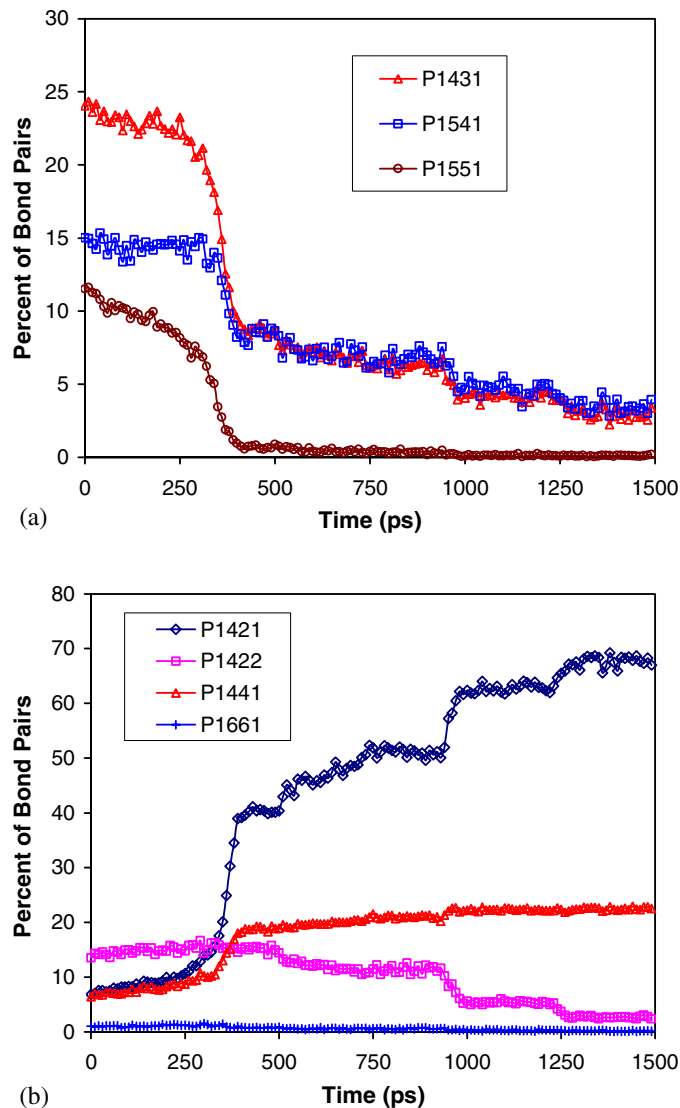 30
25
20
15
10
5
0
Percent of Bond Pairs
P1431
P1541
P1551
0 250 500 750 1000 1250 1500
(a)
Time (ps)
80
70
60
50
40
30
20
10
0
Percent of Bond Pairs
P1421
P1422
P1441
P1661
0 250 500 750 1000 1250 1500
(b)
Time (ps)